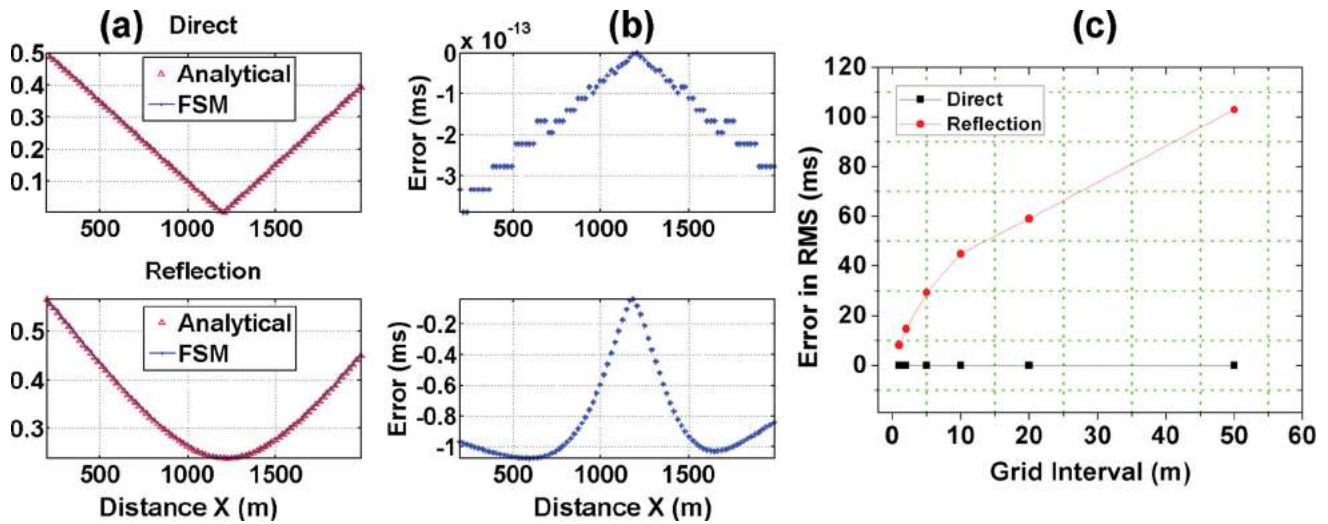 (a)
Direct
0.5
0.4
0.3
0.2
0.1
Analytical
FSM
500 1000 1500
Reflection
0.5
0.4
0.3
Analytical
FSM
500 1000 1500
Distance X (m)
(b)
x 10^-13
0
-1
-2
-3
Error (ms)
500 1000 1500
-0.2
-0.4
-0.6
-0.8
-1
Error (ms)
500 1000 1500
Distance X (m)
(c)
120
100
80
60
40
20
0
Error in RMS (ms)
Direct
Reflection
0 10 20 30 40 50 60
Grid Interval (m)